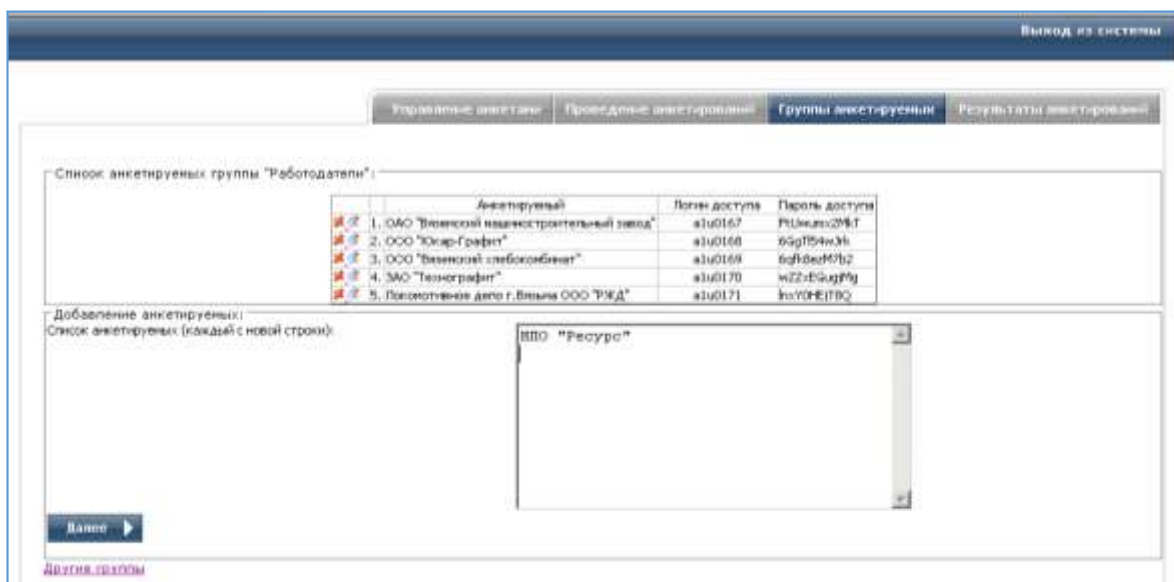 Выход из системы
Управление анкетами Проведение анкетирований Группы анкетируемых Результаты анкетирований
Список анкетируемых группы "Работодатели":
Анкетируемый Логин доступа Пароль доступа
1. ОАО "Вяземский машиностроительный завод" a1u0167
2. ООО "Юкар-Графит" a1u0168
3. ООО "Вяземский хлебокомбинат" a1u0169
4. ЗАО "Технографит" a1u0170
5. Локомотивное депо г.Вязьма ООО "РЖД" a1u0171
Добавление анкетируемых:
Список анкетируемых (каждый с новой строки):
"Ресурс"
Далее
Другие группы